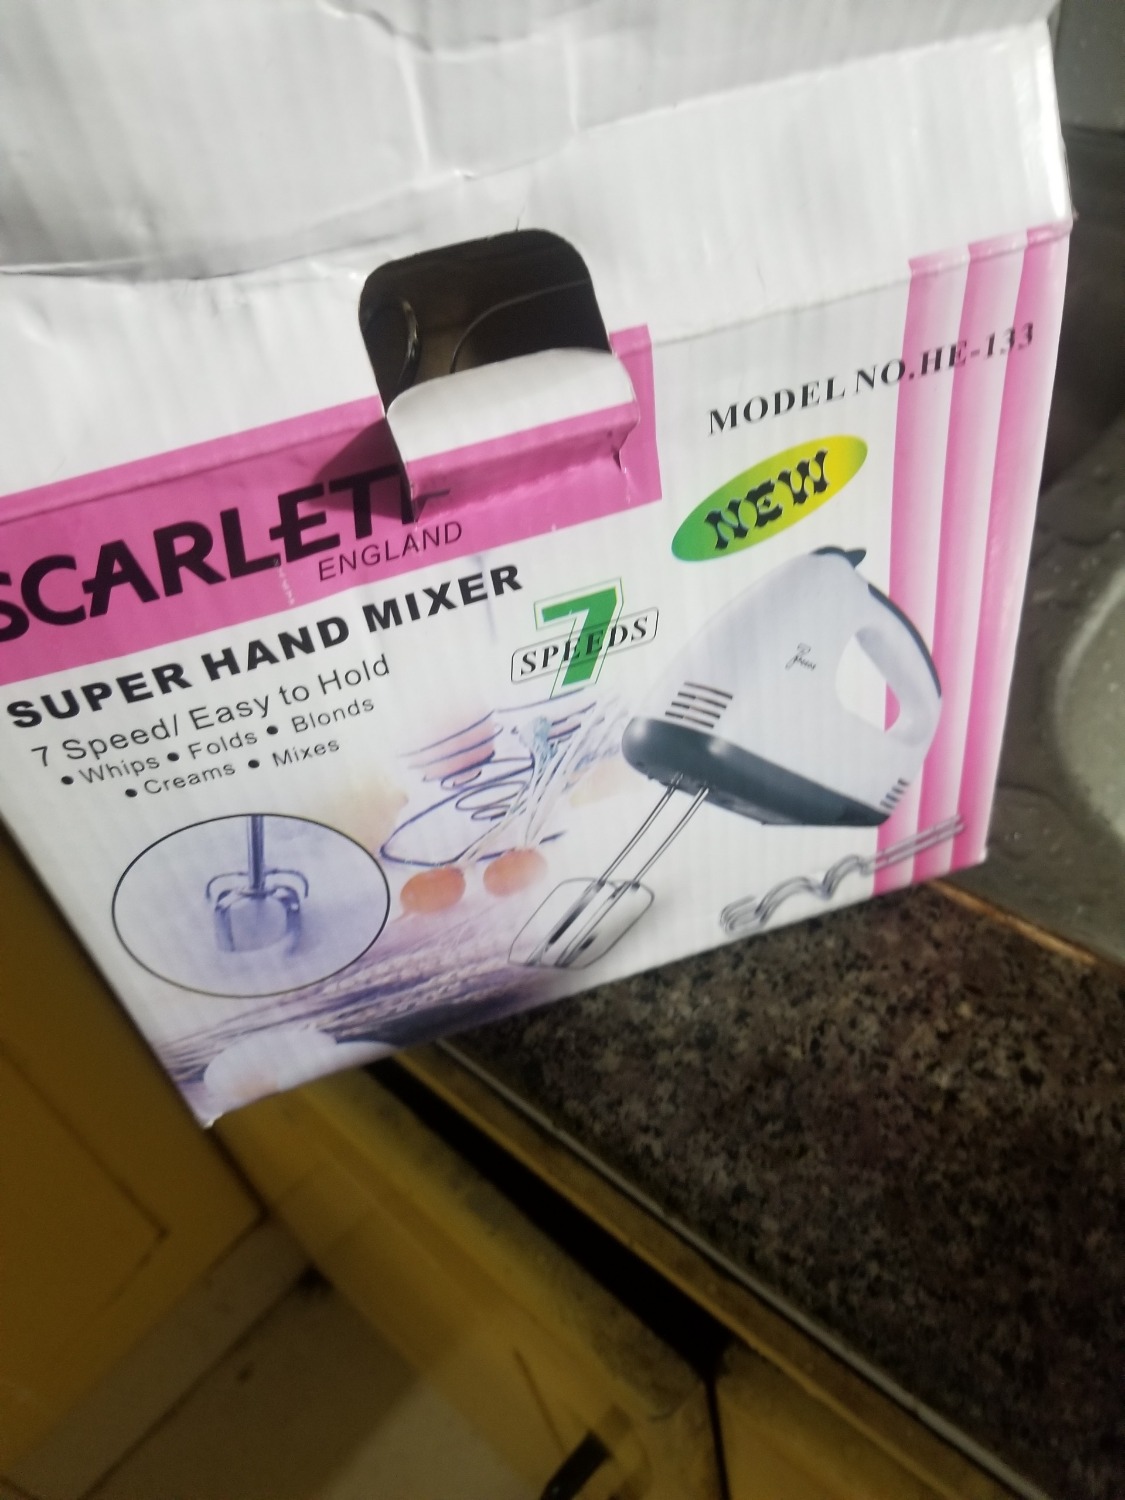 MODEL NO.HE-133
NEW
SCARLETT
ENGLAND
SUPER HAND MIXER
7
SPEEDS
7 Speed/ Easy to Hold
• Whips • Folds • Blonds
• Creams • Mixes